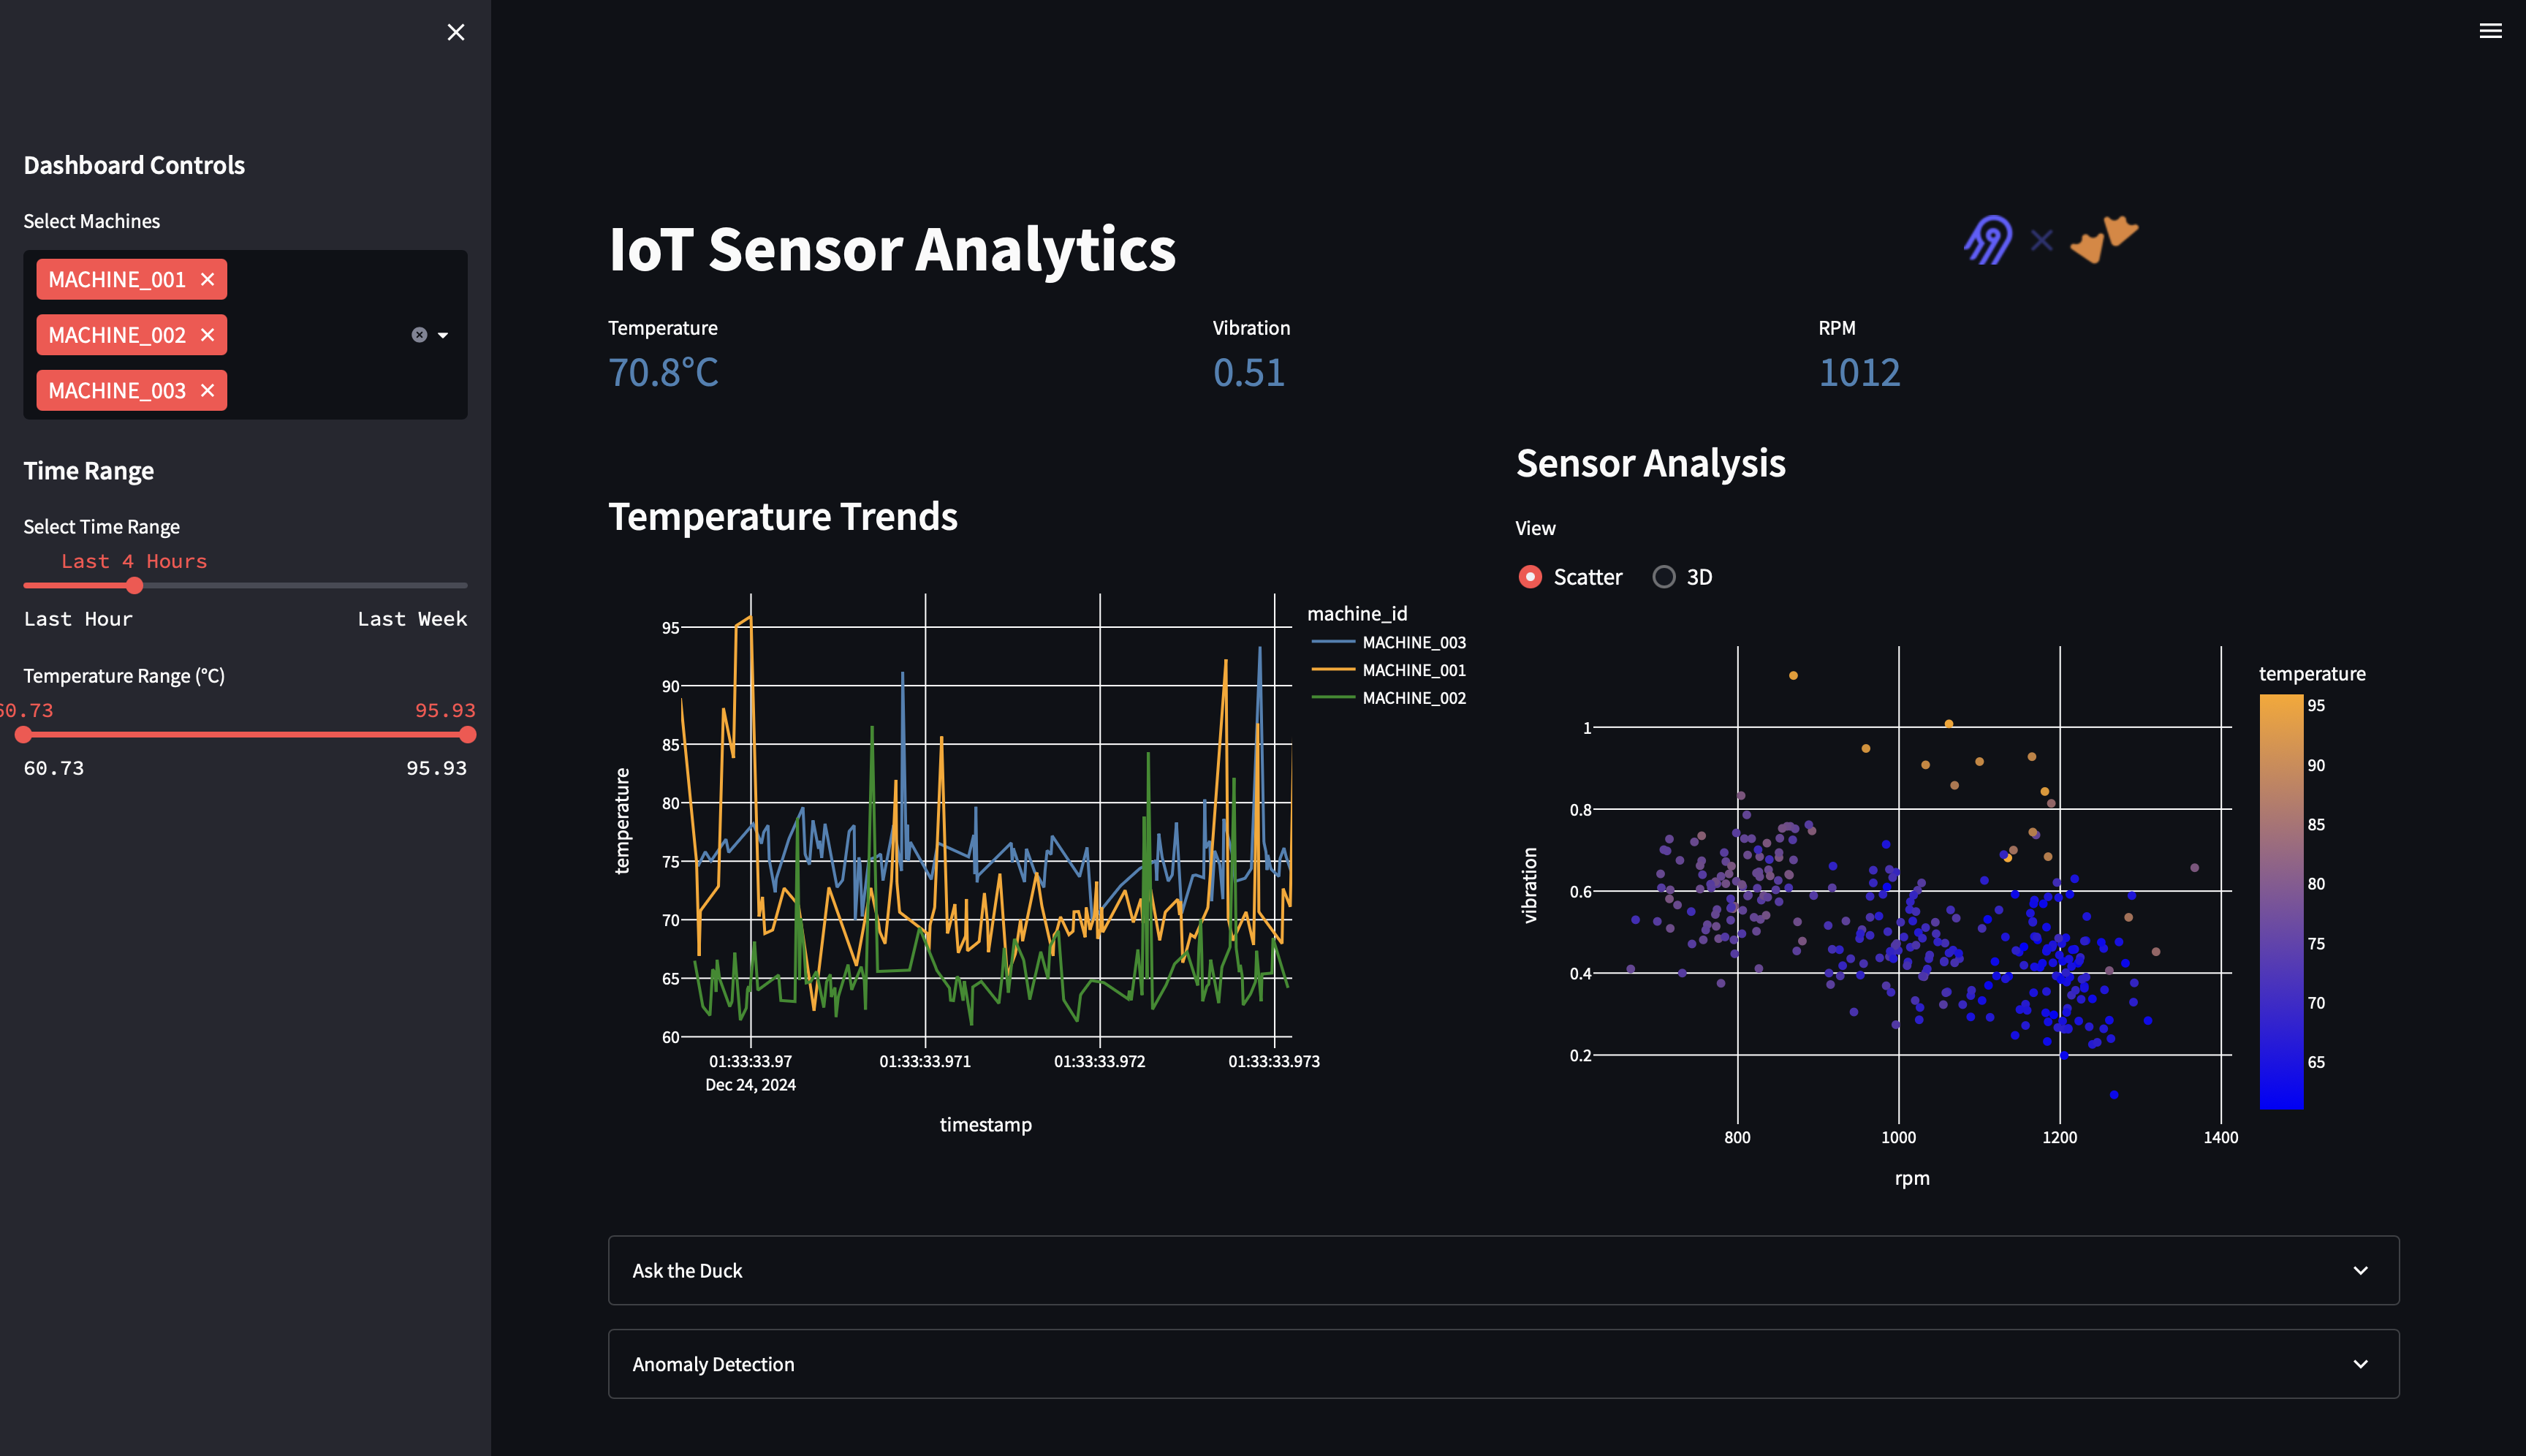 Dashboard Controls
Select Machines
MACHINE_001
MACHINE_002
MACHINE_003
Time Range
Select Time Range
Last 4 Hours
Last Hour Last Week
Temperature Range (°C)
60.73 95.93
60.73 95.93
IoT Sensor Analytics
Temperature Vibration RPM
70.8°C 0.51 1012
Temperature Trends
95
90
85
80
75
70
65
60
temperature
01:33:33.97 01:33:33.971 01:33:33.972 01:33:33.973
Dec 24, 2024
timestamp
machine_id
MACHINE_003
MACHINE_001
MACHINE_002
Sensor Analysis
View
Scatter 3D
1
0.8
0.6
0.4
0.2
vibration
800 1000 1200 1400
rpm
temperature
95
90
85
80
75
70
65
Ask the Duck
Anomaly Detection